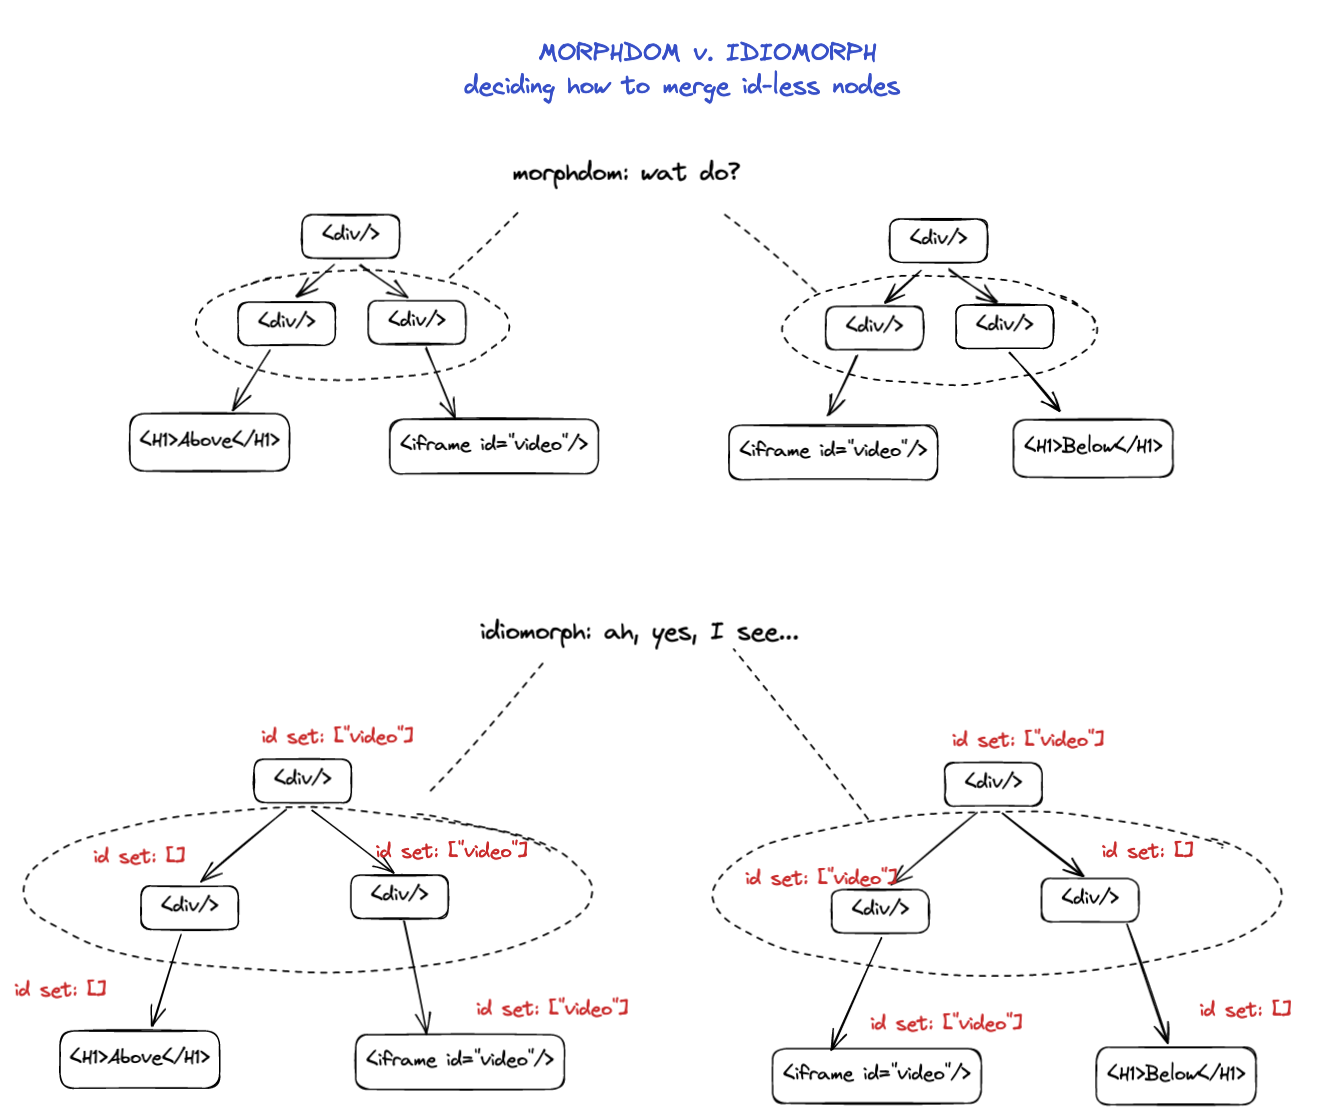 MORPHDOM v. IDIOMORPH
deciding how to merge id-less nodes
morphdom: wat do?
<div/>
<div/>
<div/> <div/>
<div/> <div/>
<H1>Above</H1>
<iframe id="video"/>
<iframe id="video"/>
<H1>Below</H1>
idiomorph: ah, yes, I see...
id set: ["video"]
id set: ["video"]
<div/>
<div/>
id set: []
id set: ["video"]
id set: ["video"]
id set: []
<div/>
<div/>
<div/>
<div/>
id set: []
id set: ["video"]
id set: ["video"]
id set: []
<H1>Above</H1>
<iframe id="video"/>
<iframe id="video"/>
<H1>Below</H1>